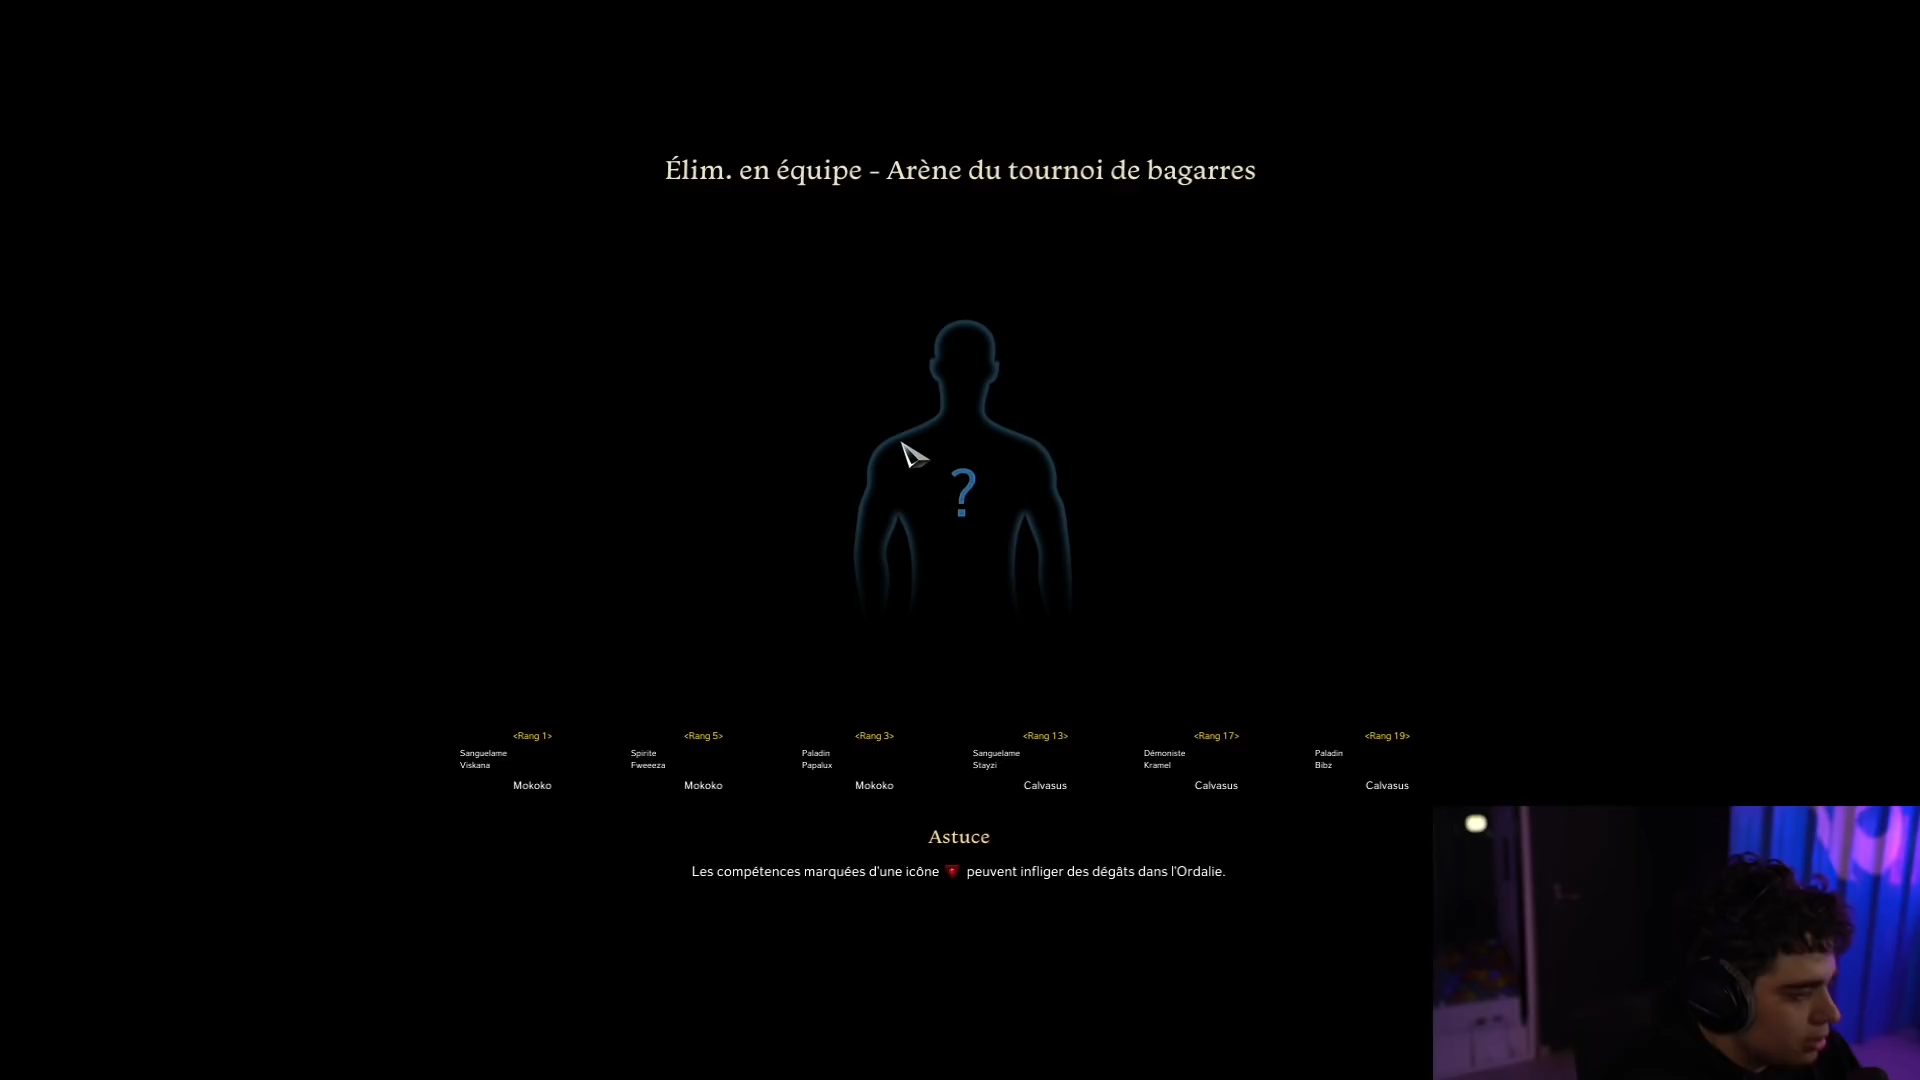 Élim. en équipe - Arène du tournoi de bagarres
?
<Rang 1>
Sanguelame
Viskana
Mokoko
<Rang 5>
Spirite
Fweeeza
Mokoko
<Rang 3>
Paladin
Papalux
Mokoko
<Rang 13>
Sanguelame
Stayzi
Calvasus
<Rang 17>
Démoniste
Kramel
Calvasus
<Rang 19>
Paladin
Bibz
Calvasus
Astuce
Les compétences marquées d'une icône peuvent infliger des dégâts dans l'Ordalie.